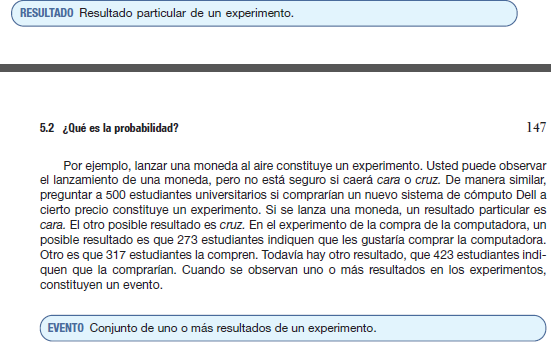 RESULTADO Resultado particular de un experimento.
5.2 ¿Qué es la probabilidad? 147
Por ejemplo, lanzar una moneda al aire constituye un experimento. Usted puede observar
el lanzamiento de una moneda, pero no está seguro si caerá cara o cruz. De manera similar,
preguntar a 500 estudiantes universitarios si comprarían un nuevo sistema de cómputo Dell a
cierto precio constituye un experimento. Si se lanza una moneda, un resultado particular es
cara. El otro posible resultado es cruz. En el experimento de la compra de la computadora, un
posible resultado es que 273 estudiantes indiquen que les gustaría comprar la computadora.
Otro es que 317 estudiantes la compren. Todavía hay otro resultado, que 423 estudiantes indi-
quen que la comprarían. Cuando se observan uno o más resultados en los experimentos,
constituyen un evento.
EVENTO Conjunto de uno o más resultados de un experimento.